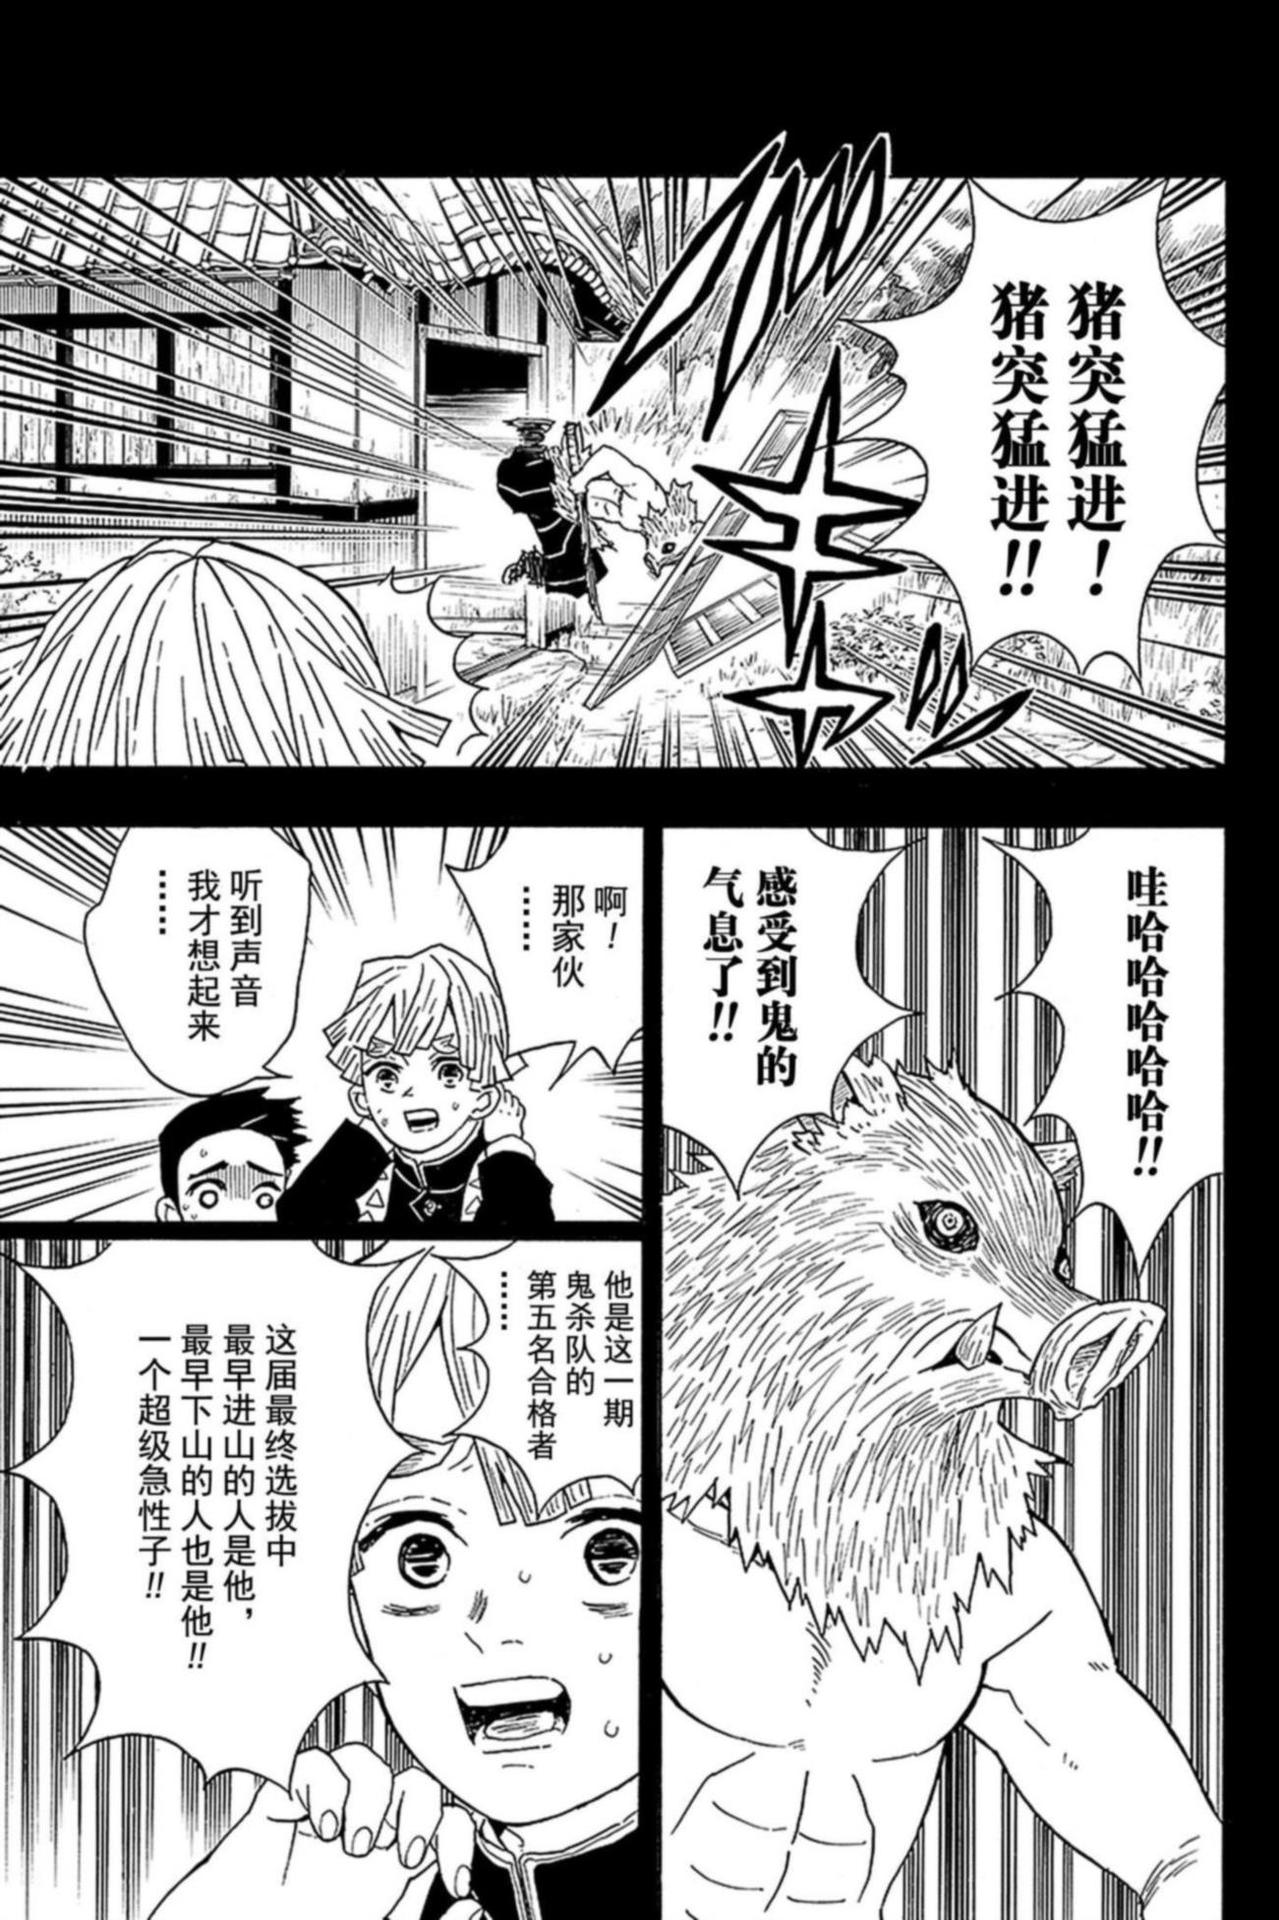 猪突猛进！
猪突猛进!!
哇哈哈哈哈哈!!
感受到鬼的
气息了!!
啊！
那家伙
……
听到声音
我才想起来
……
他是这一期
鬼杀队的
第五名合格者
……
这届最终选拔中
最早进山的人是他，
最早下山的人也是他!!
一个超级急性子!!